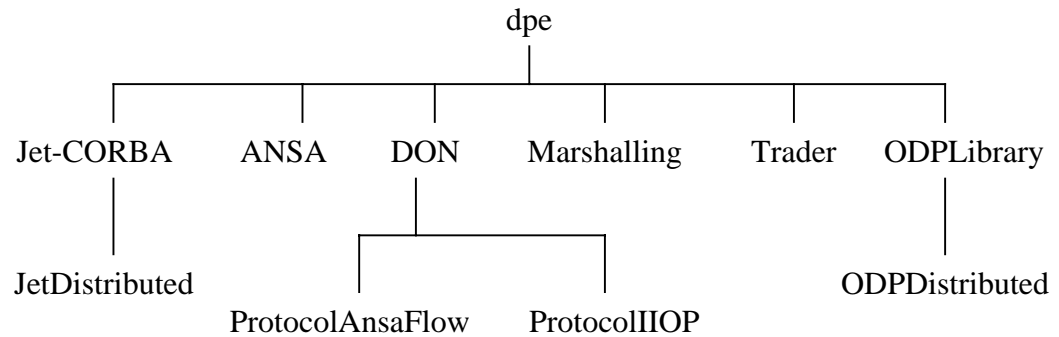 dpe
Jet-CORBA ANSA DON Marshalling Trader ODPLibrary
JetDistributed ODPDistributed
ProtocolAnsaFlow ProtocolIIOP